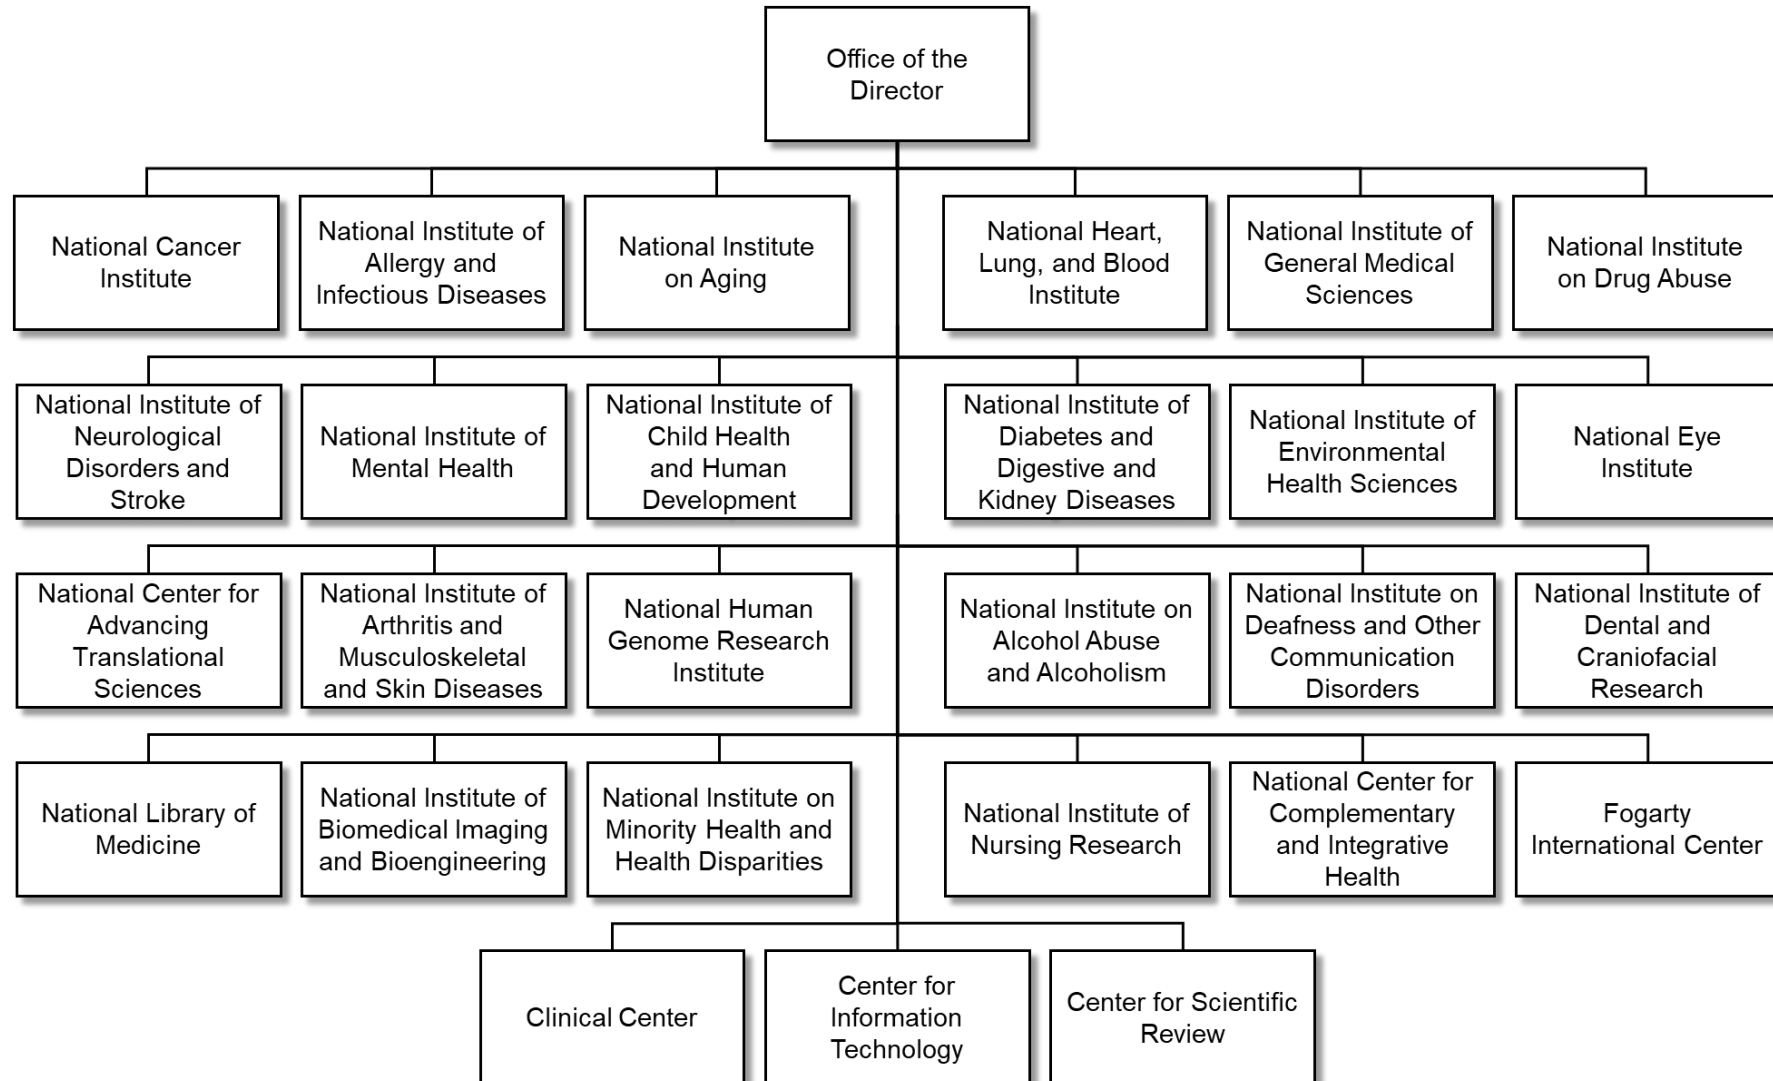 Office of the
Director
National Cancer
Institute
National Institute of
Allergy and
Infectious Diseases
National Institute
on Aging
National Heart,
Lung, and Blood
Institute
National Institute of
General Medical
Sciences
National Institute
on Drug Abuse
National Institute of
Neurological
Disorders and
Stroke
National Institute of
Mental Health
National Institute of
Child Health
and Human
Development
National Institute of
Diabetes and
Digestive and
Kidney Diseases
National Institute of
Environmental
Health Sciences
National Eye
Institute
National Center for
Advancing
Translational
Sciences
National Institute of
Arthritis and
Musculoskeletal
and Skin Diseases
National Human
Genome Research
Institute
National Institute on
Alcohol Abuse
and Alcoholism
National Institute on
Deafness and Other
Communication
Disorders
National Institute of
Dental and
Craniofacial
Research
National Library of
Medicine
National Institute of
Biomedical Imaging
and Bioengineering
National Institute on
Minority Health and
Health Disparities
National Institute of
Nursing Research
National Center for
Complementary
and Integrative
Health
Fogarty
International Center
Clinical Center
Center for
Information
Technology
Center for Scientific
Review